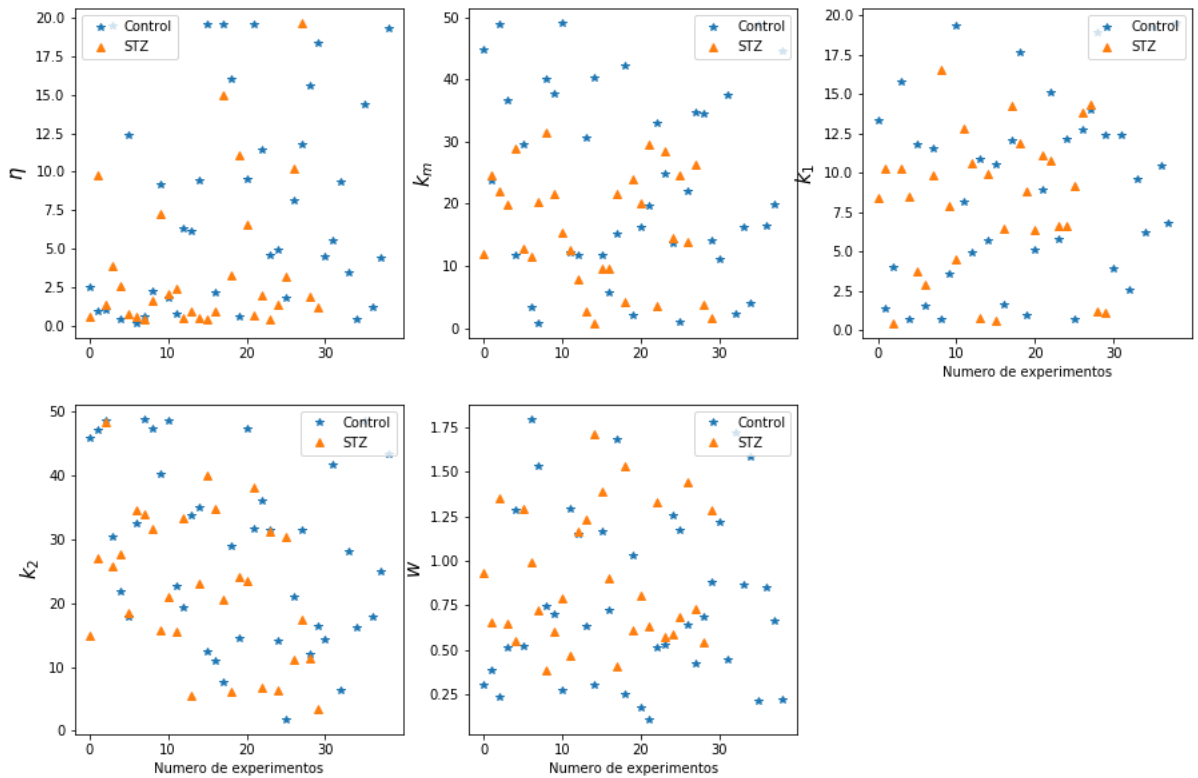 20.0
17.5
15.0
12.5
10.0
7.5
5.0
2.5
0.0
η
0 10 20 30
Control
STZ
50
40
30
20
10
0
k_m
0 10 20 30
Control
STZ
20.0
17.5
15.0
12.5
10.0
7.5
5.0
2.5
0.0
k_1
0 10 20 30
Numero de experimentos
Control
STZ
50
40
30
20
10
0
k_2
0 10 20 30
Numero de experimentos
Control
STZ
1.75
1.50
1.25
1.00
0.75
0.50
0.25
w
0 10 20 30
Numero de experimentos
Control
STZ